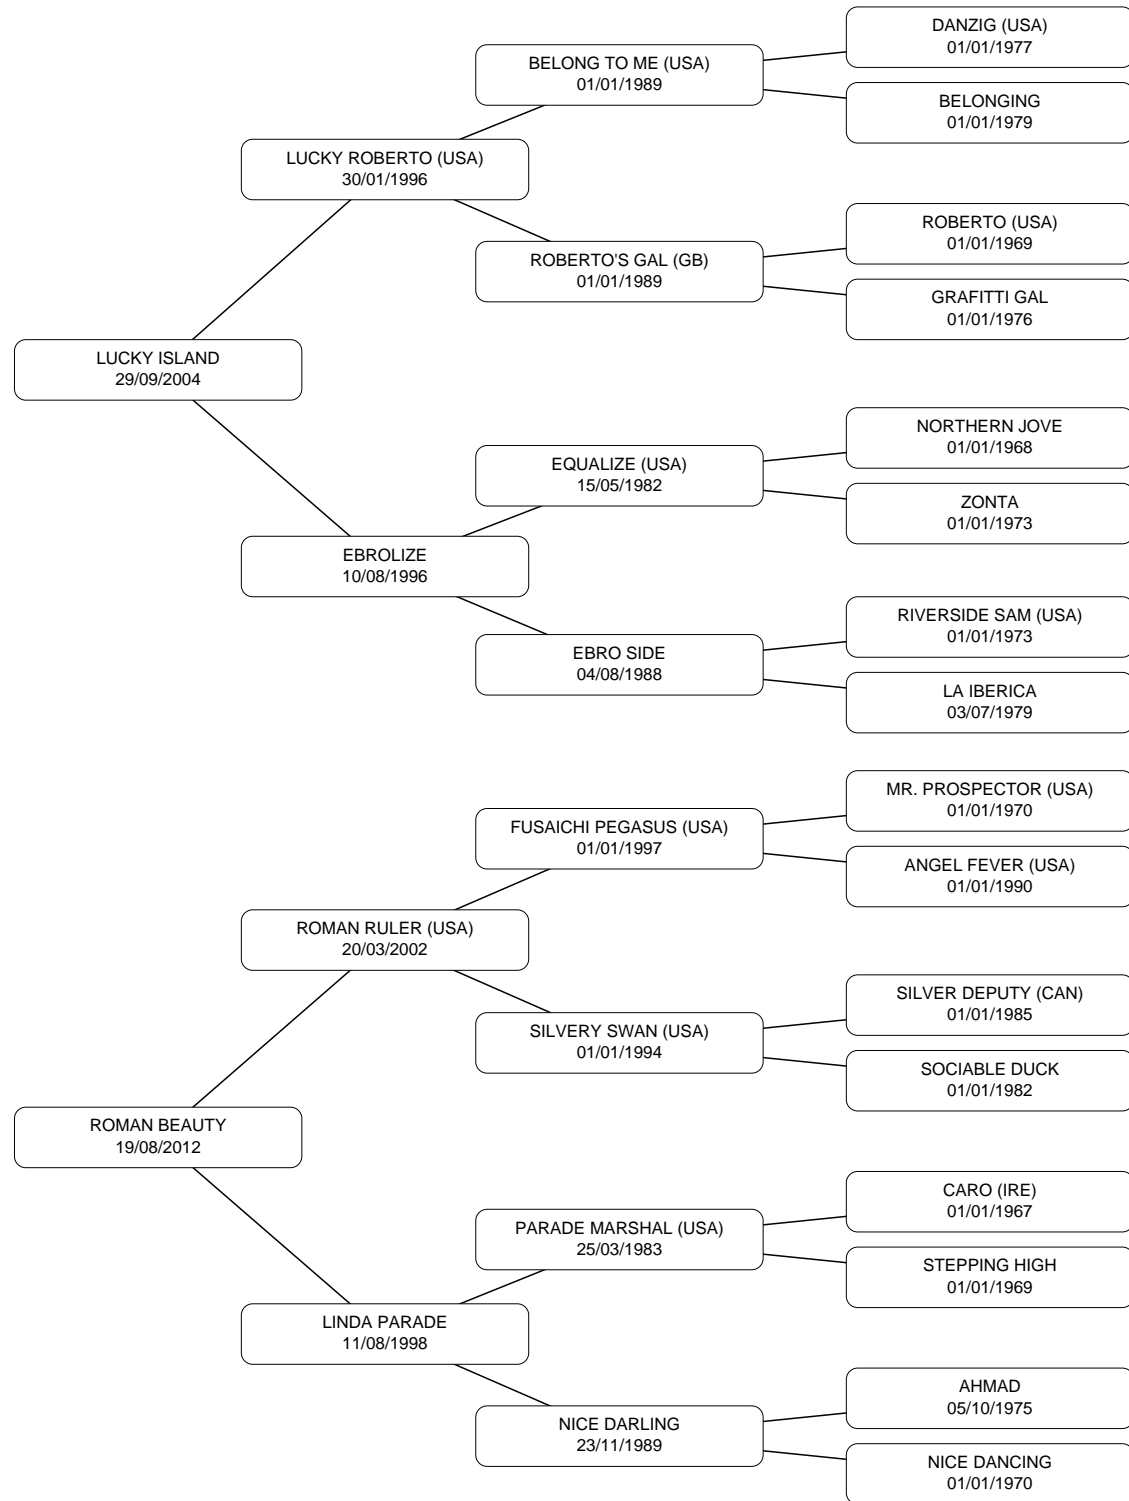 DANZIG (USA)
01/01/1977
BELONG TO ME (USA)
01/01/1989
BELONGING
01/01/1979
LUCKY ROBERTO (USA)
30/01/1996
ROBERTO (USA)
01/01/1969
ROBERTO'S GAL (GB)
01/01/1989
GRAFITTI GAL
01/01/1976
LUCKY ISLAND
29/09/2004
NORTHERN JOVE
01/01/1968
EQUALIZE (USA)
15/05/1982
ZONTA
01/01/1973
EBROLIZE
10/08/1996
RIVERSIDE SAM (USA)
01/01/1973
EBRO SIDE
04/08/1988
LA IBERICA
03/07/1979
MR. PROSPECTOR (USA)
01/01/1970
FUSAICHI PEGASUS (USA)
01/01/1997
ANGEL FEVER (USA)
01/01/1990
ROMAN RULER (USA)
20/03/2002
SILVER DEPUTY (CAN)
01/01/1985
SILVERY SWAN (USA)
01/01/1994
SOCIABLE DUCK
01/01/1982
ROMAN BEAUTY
19/08/2012
CARO (IRE)
01/01/1967
PARADE MARSHAL (USA)
25/03/1983
STEPPING HIGH
01/01/1969
LINDA PARADE
11/08/1998
AHMAD
05/10/1975
NICE DARLING
23/11/1989
NICE DANCING
01/01/1970